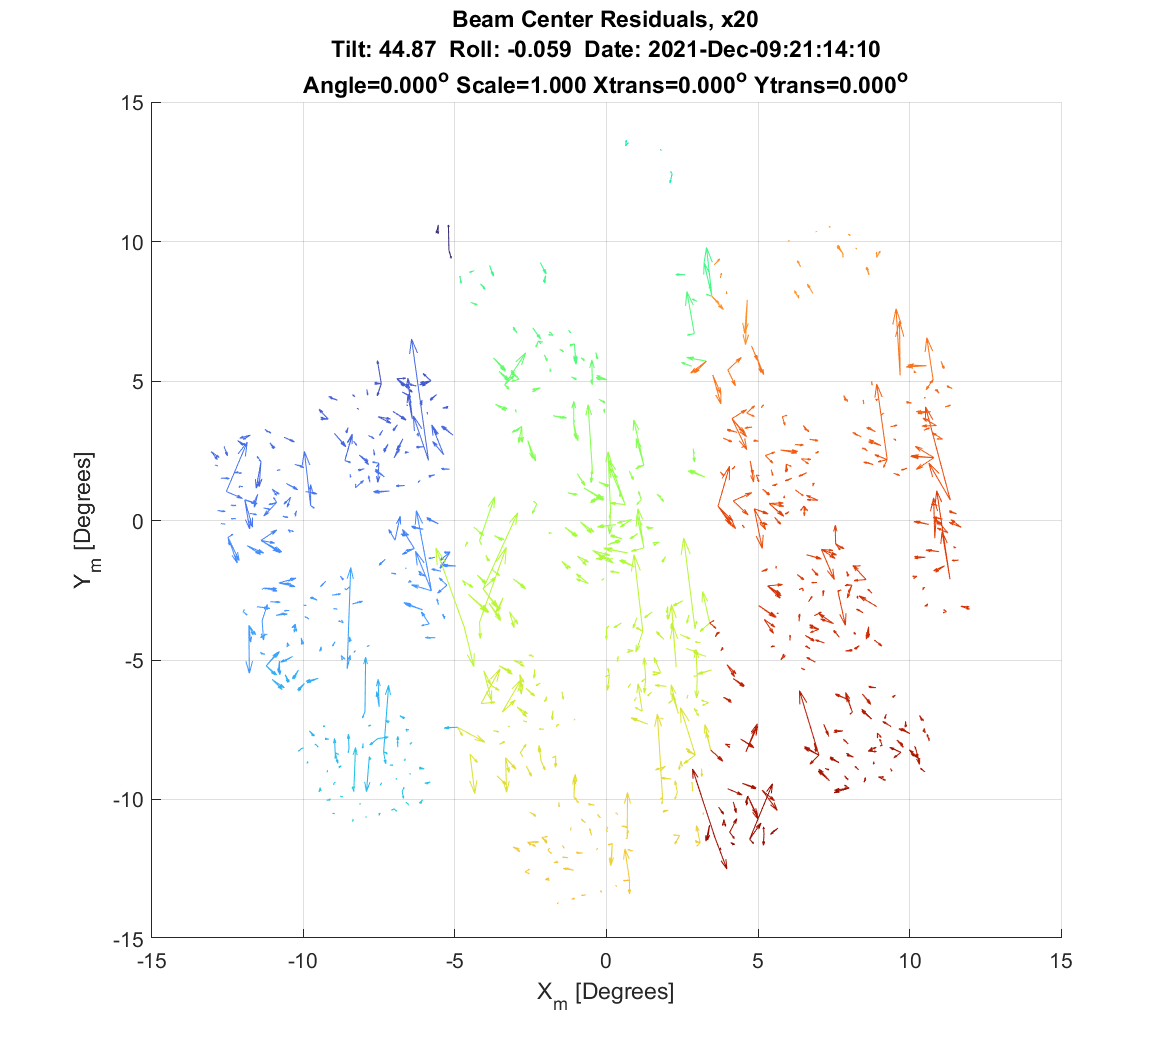 Beam Center Residuals, x20
Tilt: 44.87 Roll: -0.059 Date: 2021-Dec-09:21:14:10
Angle=0.000° Scale=1.000 Xtrans=0.000° Ytrans=0.000°
15
10
5
0
-5
-10
-15
Y_m [Degrees]
-15 -10 -5 0 5 10 15
X_m [Degrees]